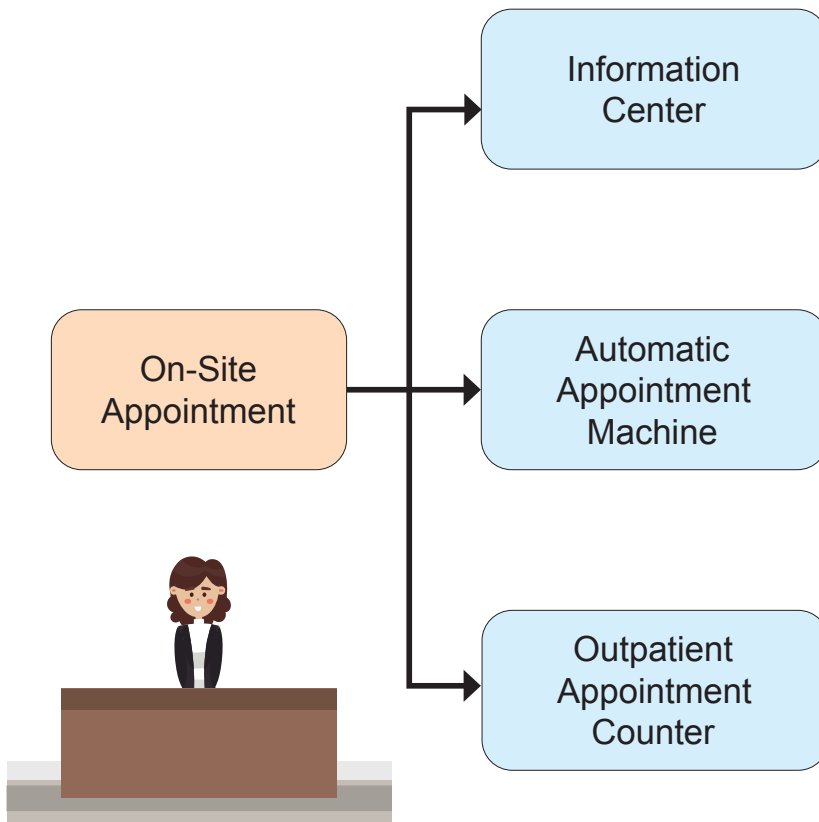 Information
Center
On-Site
Appointment
Automatic
Appointment
Machine
Outpatient
Appointment
Counter